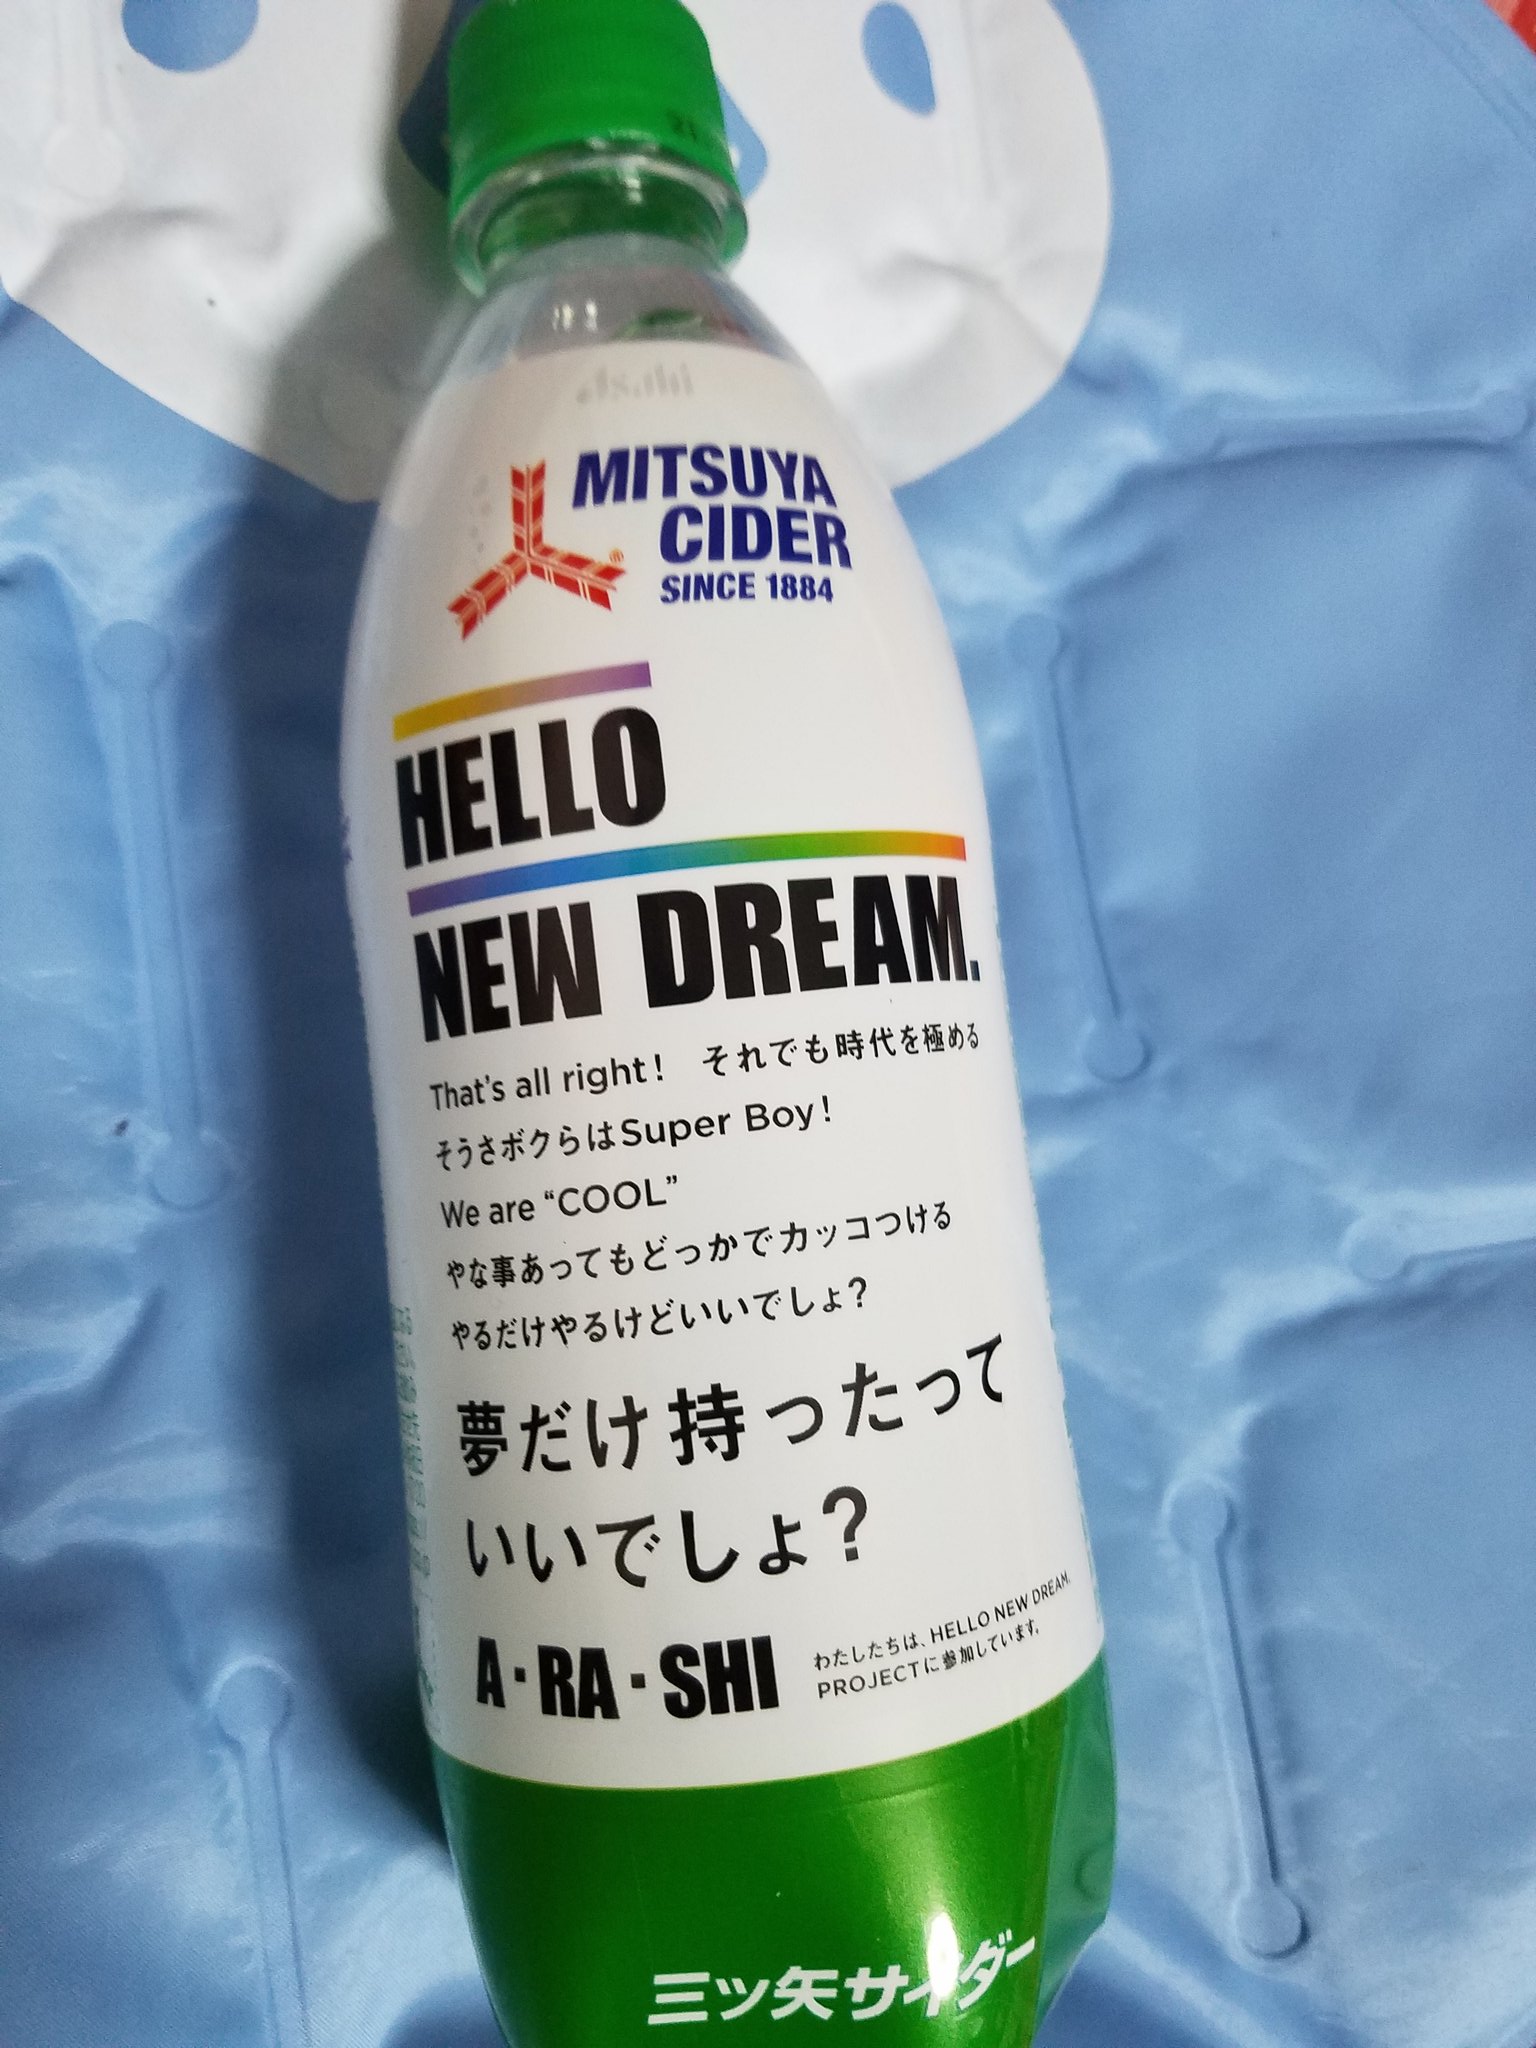 Asahi
MITSUYA
CIDER
SINCE 1884
HELLO
NEW DREAM.
That's all right! それでも時代を極める
そうさボクらはSuper Boy!
We are “COOL”
やな事あってもどっかでカッコつける
やるだけやるけどいいでしょ?
夢だけ持ったって
いいでしょ?
A・RA・SHI
わたしたちは、HELLO NEW DREAM.
PROJECTに参加しています。
三ツ矢サイダー